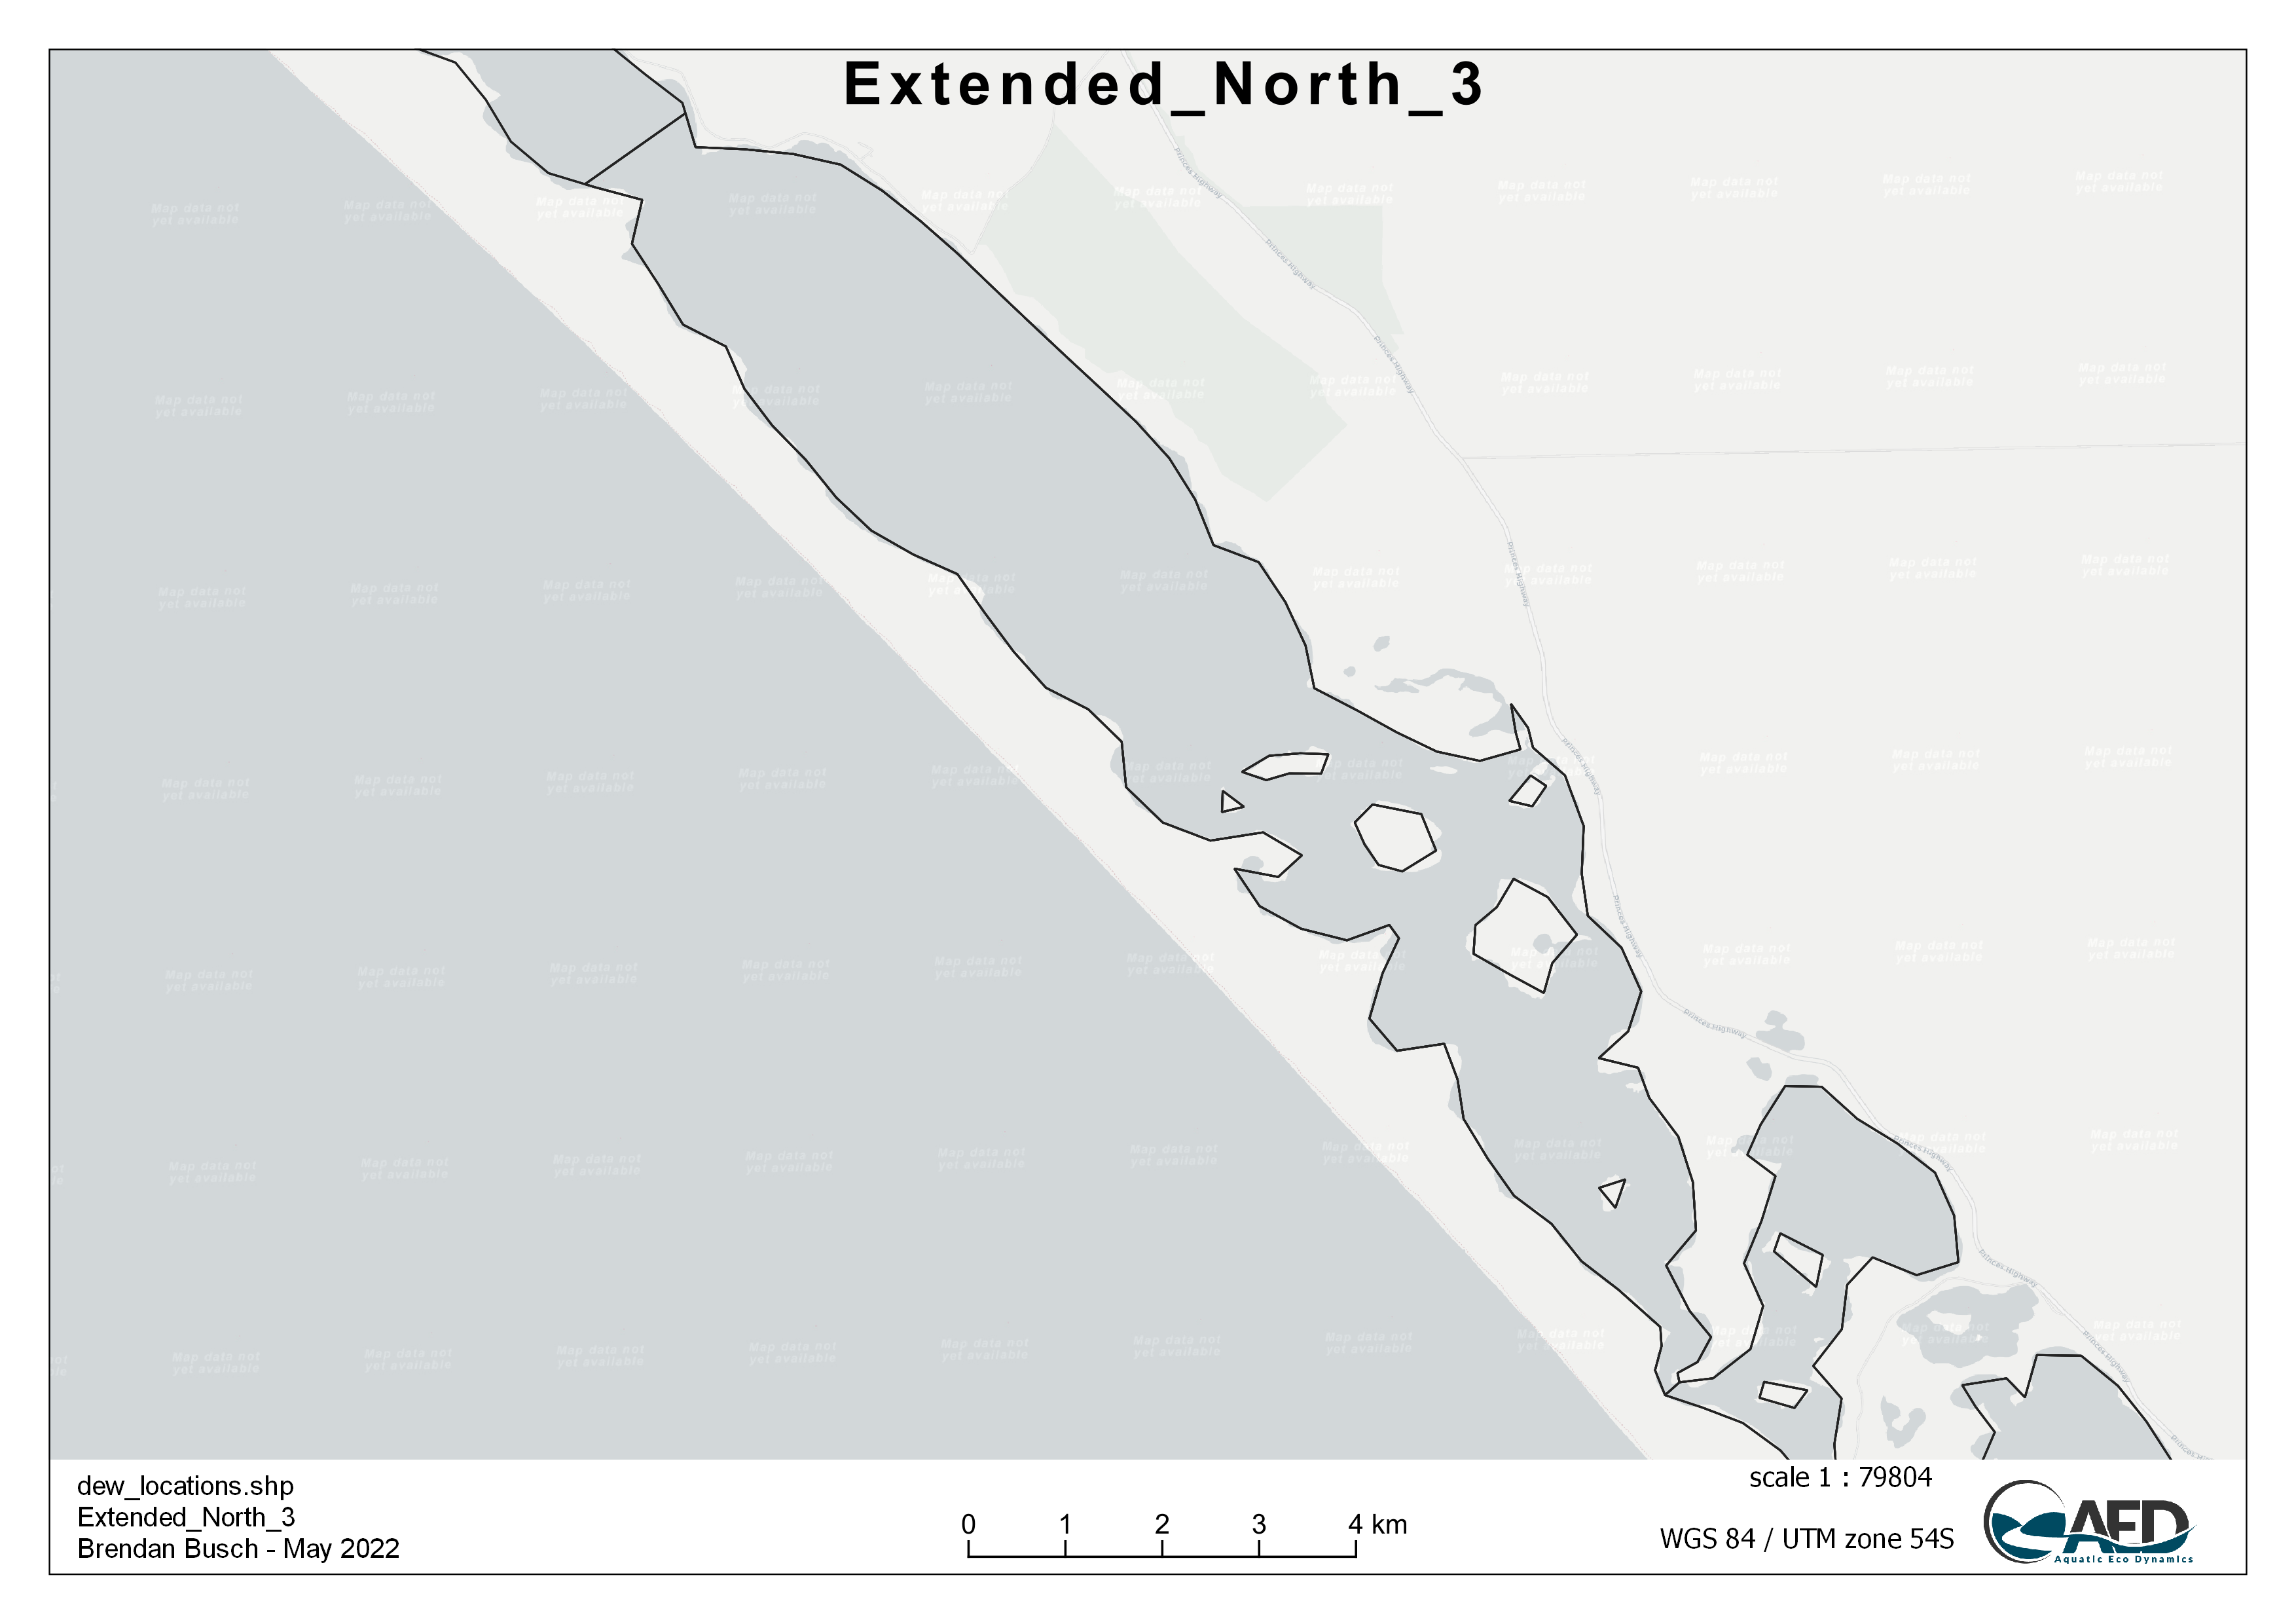 Extended_North_3
Princes Highway
Map data not
yet available
dew_locations.shp
Extended_North_3
Brendan Busch - May 2022
0 1 2 3 4 km
scale 1 : 79804
WGS 84 / UTM zone 54S
AED
Aquatic Eco Dynamics